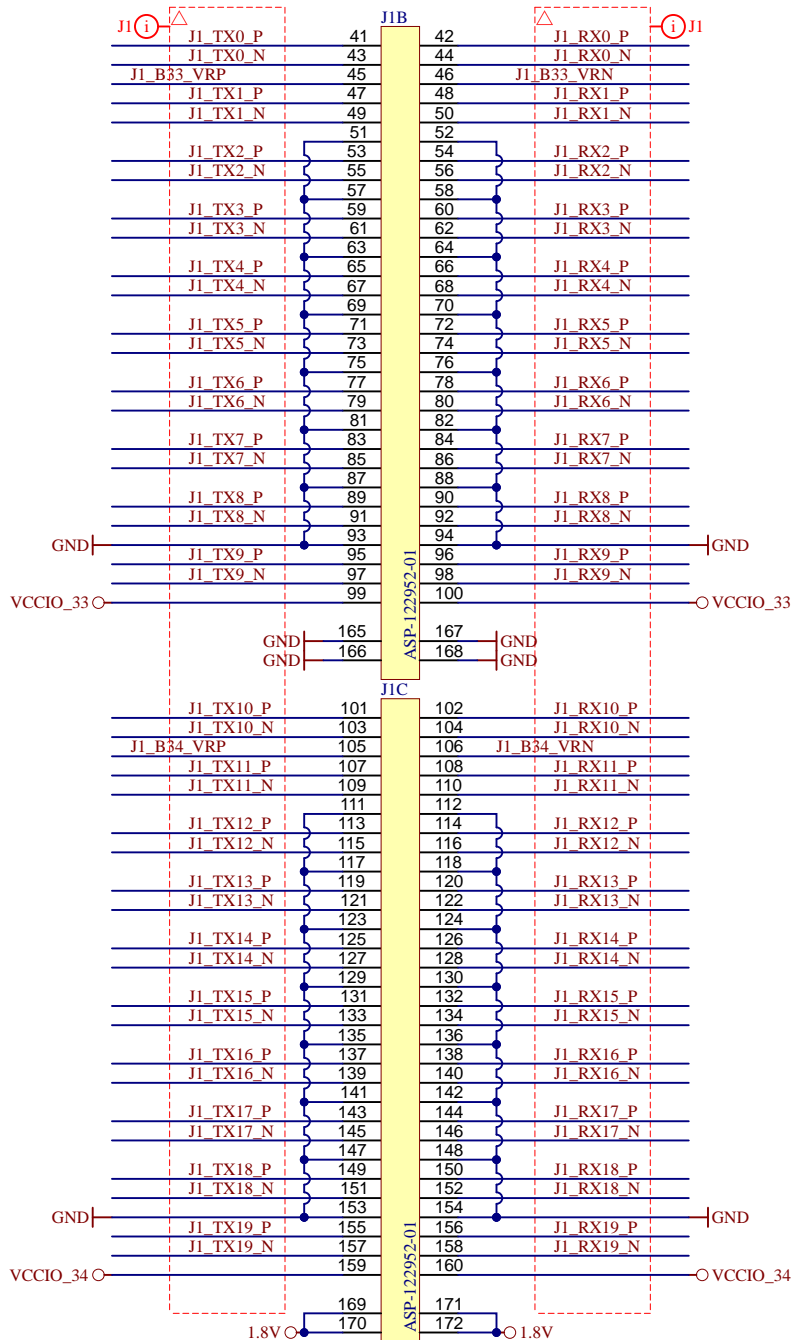 J1 i J1B i J1
J1_TX0_P 41 42 J1_RX0_P
J1_TX0_N 43 44 J1_RX0_N
J1_B33_VRP 45 46 J1_B33_VRN
J1_TX1_P 47 48 J1_RX1_P
J1_TX1_N 49 50 J1_RX1_N
51 52
J1_TX2_P 53 54 J1_RX2_P
J1_TX2_N 55 56 J1_RX2_N
57 58
J1_TX3_P 59 60 J1_RX3_P
J1_TX3_N 61 62 J1_RX3_N
63 64
J1_TX4_P 65 66 J1_RX4_P
J1_TX4_N 67 68 J1_RX4_N
69 70
J1_TX5_P 71 72 J1_RX5_P
J1_TX5_N 73 74 J1_RX5_N
75 76
J1_TX6_P 77 78 J1_RX6_P
J1_TX6_N 79 80 J1_RX6_N
81 82
J1_TX7_P 83 84 J1_RX7_P
J1_TX7_N 85 86 J1_RX7_N
87 88
J1_TX8_P 89 90 J1_RX8_P
J1_TX8_N 91 92 J1_RX8_N
GND 93 94 GND
J1_TX9_P 95 96 J1_RX9_P
J1_TX9_N 97 98 J1_RX9_N
VCCIO_33 99 100 VCCIO_33
ASP-122952-01
GND 165 167 GND
GND 166 168 GND
J1C
J1_TX10_P 101 102 J1_RX10_P
J1_TX10_N 103 104 J1_RX10_N
J1_B34_VRP 105 106 J1_B34_VRN
J1_TX11_P 107 108 J1_RX11_P
J1_TX11_N 109 110 J1_RX11_N
111 112
J1_TX12_P 113 114 J1_RX12_P
J1_TX12_N 115 116 J1_RX12_N
117 118
J1_TX13_P 119 120 J1_RX13_P
J1_TX13_N 121 122 J1_RX13_N
123 124
J1_TX14_P 125 126 J1_RX14_P
J1_TX14_N 127 128 J1_RX14_N
129 130
J1_TX15_P 131 132 J1_RX15_P
J1_TX15_N 133 134 J1_RX15_N
135 136
J1_TX16_P 137 138 J1_RX16_P
J1_TX16_N 139 140 J1_RX16_N
141 142
J1_TX17_P 143 144 J1_RX17_P
J1_TX17_N 145 146 J1_RX17_N
147 148
J1_TX18_P 149 150 J1_RX18_P
J1_TX18_N 151 152 J1_RX18_N
GND 153 154 GND
J1_TX19_P 155 156 J1_RX19_P
J1_TX19_N 157 158 J1_RX19_N
VCCIO_34 159 160 VCCIO_34
ASP-122952-01
169 171
1.8V 170 172 1.8V